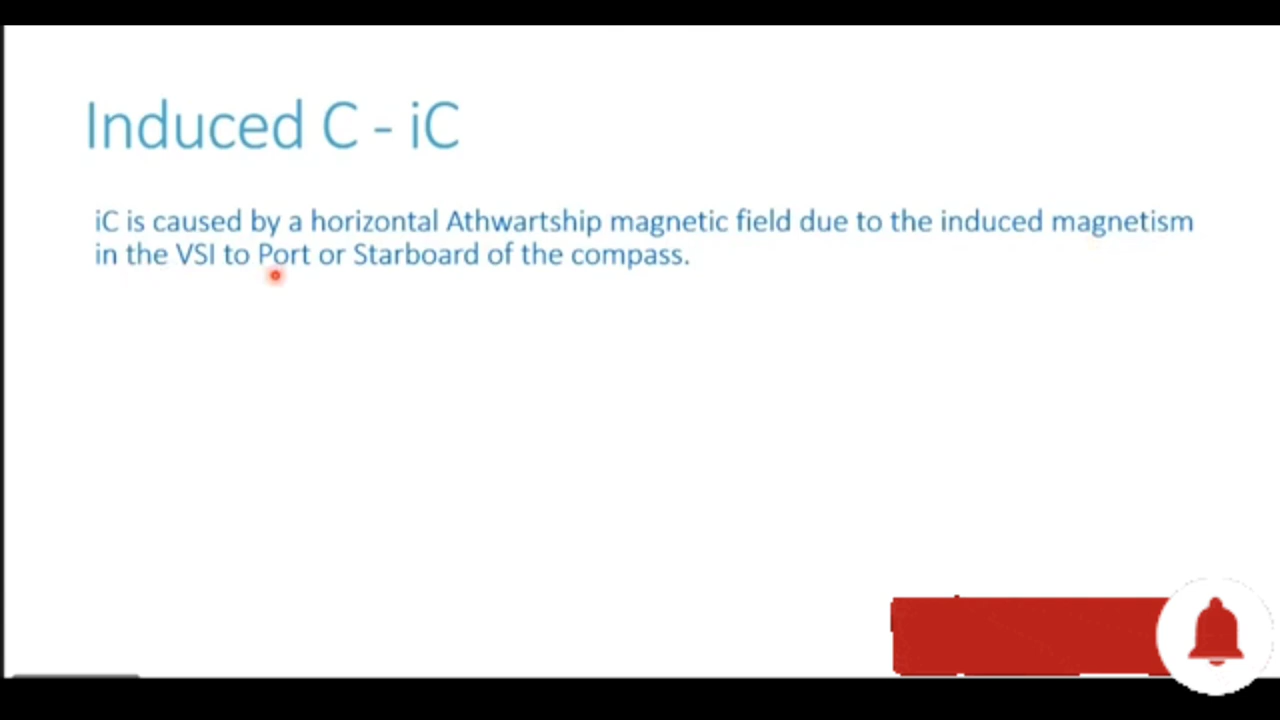 Induced C - iC
iC is caused by a horizontal Athwartship magnetic field due to the induced magnetism
in the VSI to Port or Starboard of the compass.